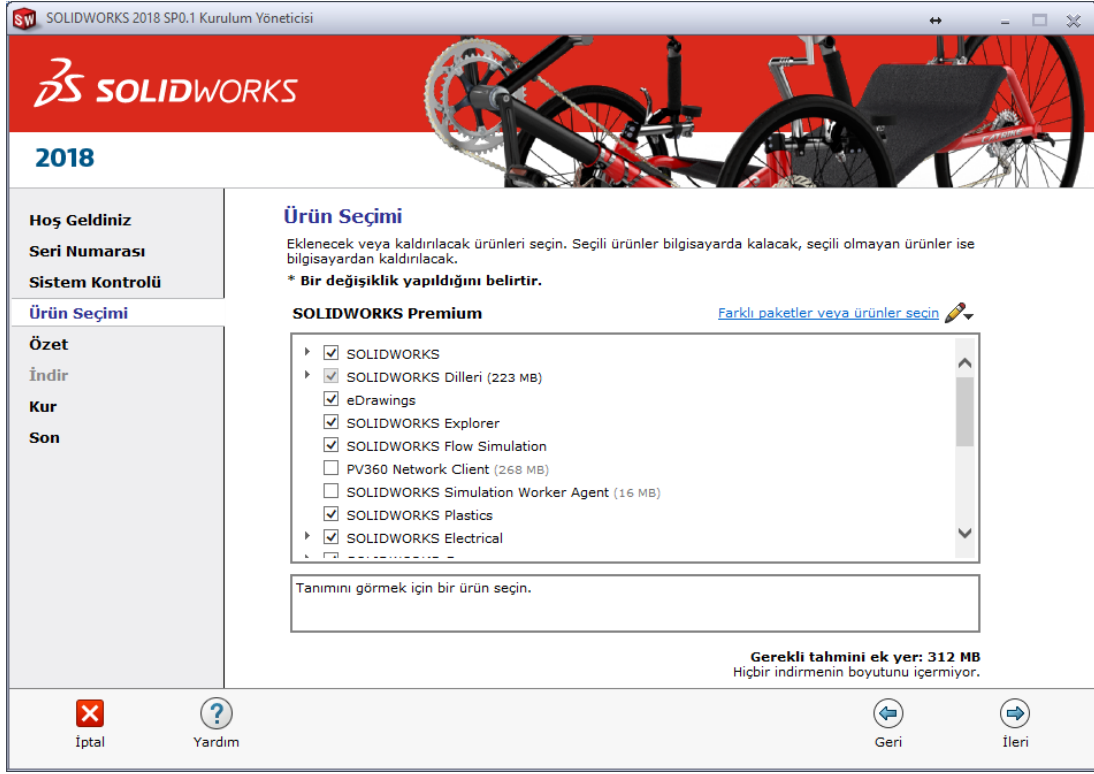 SOLIDWORKS 2018 SP0.1 Kurulum Yöneticisi
SOLIDWORKS
2018
Hoş Geldiniz
Seri Numarası
Sistem Kontrolü
Ürün Seçimi
Özet
İndir
Kur
Son
Ürün Seçimi
Eklenecek veya kaldırılacak ürünleri seçin. Seçili ürünler bilgisayarda kalacak, seçili olmayan ürünler ise
bilgisayardan kaldırılacak.
* Bir değişiklik yapıldığını belirtir.
SOLIDWORKS Premium
Farklı paketler veya ürünler seçin
SOLIDWORKS
SOLIDWORKS Dilleri (223 MB)
eDrawings
SOLIDWORKS Explorer
SOLIDWORKS Flow Simulation
PV360 Network Client (268 MB)
SOLIDWORKS Simulation Worker Agent (16 MB)
SOLIDWORKS Plastics
SOLIDWORKS Electrical
Tanımını görmek için bir ürün seçin.
Gerekli tahmini ek yer: 312 MB
Hiçbir indirmenin boyutunu içermiyor.
İptal
Yardım
Geri
İleri